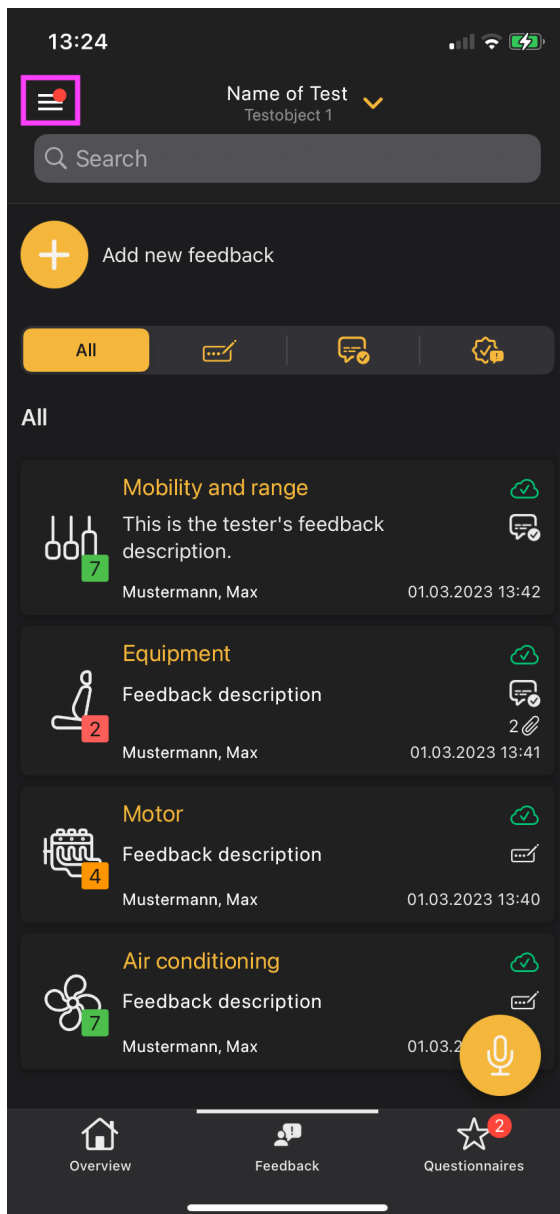 13:24
Name of Test
Testobject 1
Search
Add new feedback
All
All
Mobility and range
This is the tester's feedback
description.
7
Mustermann, Max 01.03.2023 13:42
Equipment
Feedback description
2
2
Mustermann, Max 01.03.2023 13:41
Motor
Feedback description
4
Mustermann, Max 01.03.2023 13:40
Air conditioning
Feedback description
7
Mustermann, Max 01.03.2
2
Overview Feedback Questionnaires